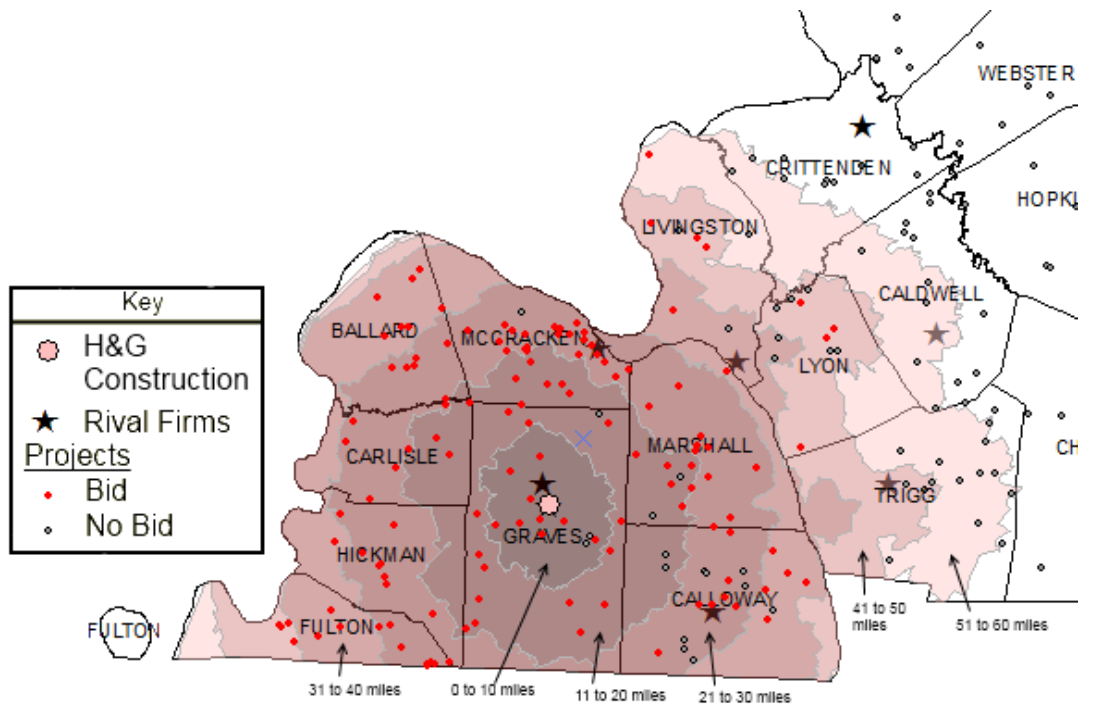 WEBSTER
CRITTENDEN
HOPKI
LIVINGSTON
Key
H&G
Construction
Rival Firms
Projects
Bid
No Bid
CALDWELL
BALLARD
MCCRACKEN
LYON
CARLISLE
MARSHALL
CH
TRIGG
GRAVES
HICKMAN
CALLOWAY
41 to 50
miles
51 to 60 miles
FULTON
FULTON
31 to 40 miles
0 to 10 miles
11 to 20 miles
21 to 30 miles